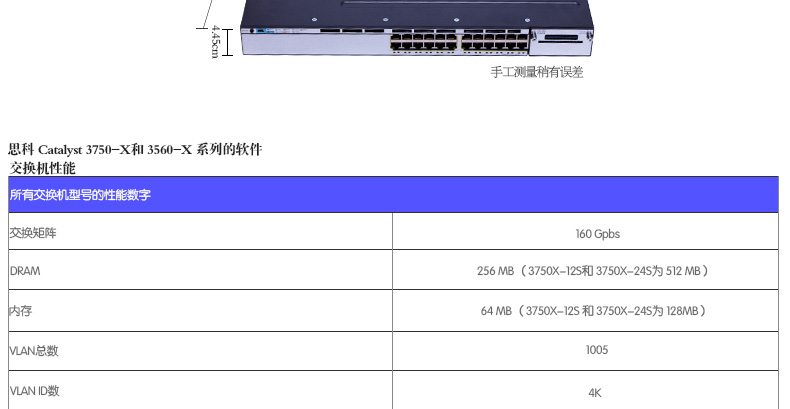 4.45cm
手工测量稍有误差
思科 Catalyst 3750-X和 3560-X 系列的软件
交换机性能
所有交换机型号的性能数字
交换矩阵 160 Gpbs
DRAM 256 MB（3750X-12S和 3750X-24S为 512 MB）
内存 64 MB（3750X-12S 和 3750X-24S为 128MB）
VLAN总数 1005
VLAN ID数 4K